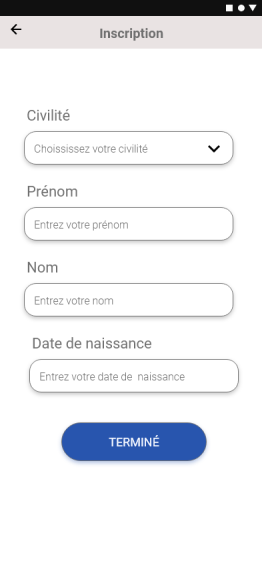 Inscription
Civilité
Choississez votre civilité
Prénom
Entrez votre prénom
Nom
Entrez votre nom
Date de naissance
Entrez votre date de  naissance
TERMINÉ